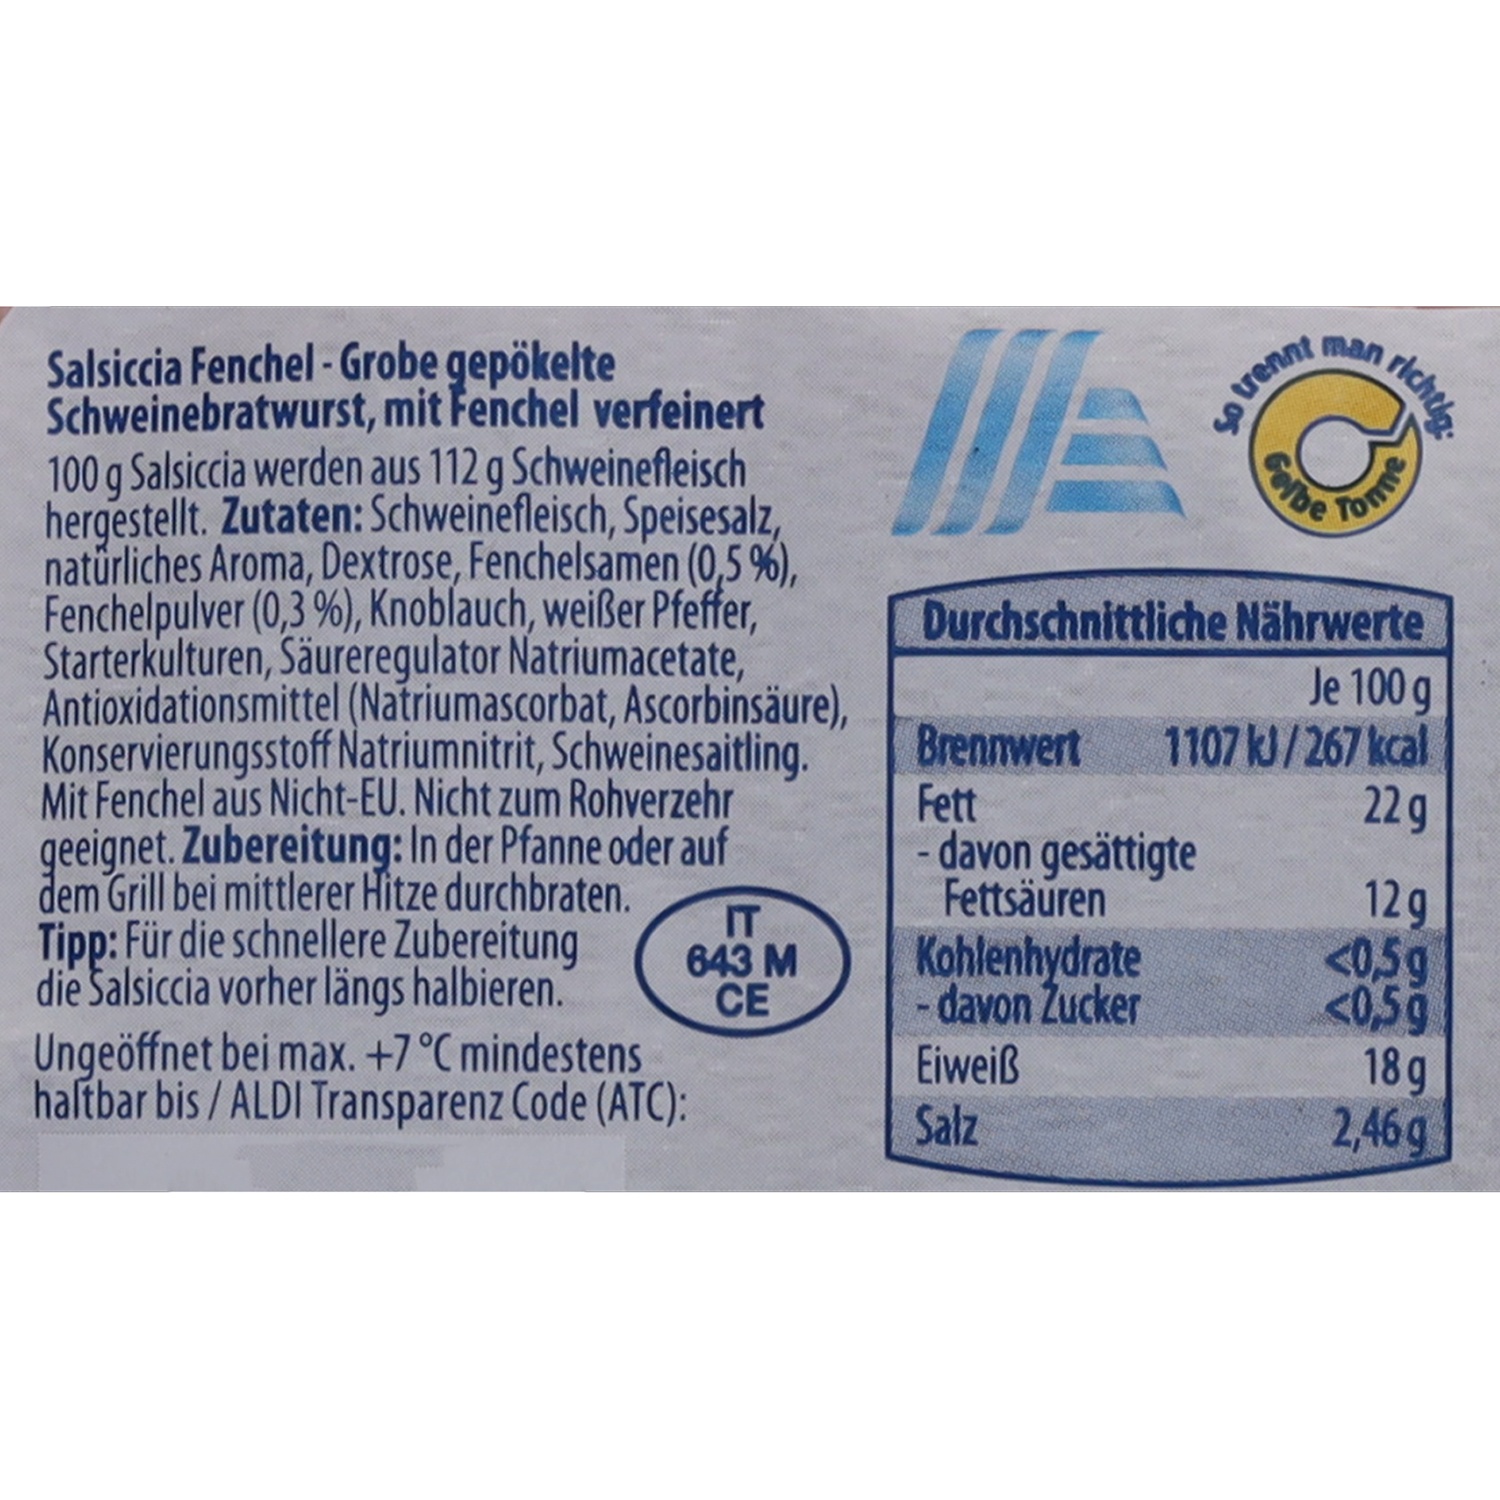 Salsiccia Fenchel - Grobe gepökelte
Schweinebratwurst, mit Fenchel verfeinert
100 g Salsiccia werden aus 112 g Schweinefleisch
hergestellt. Zutaten: Schweinefleisch, Speisesalz,
natürliches Aroma, Dextrose, Fenchelsamen (0,5 %),
Fenchelpulver (0,3 %), Knoblauch, weißer Pfeffer,
Starterkulturen, Säureregulator Natriumacetate,
Antioxidationsmittel (Natriumascorbat, Ascorbinsäure),
Konservierungsstoff Natriumnitrit, Schweinesaitling.
Mit Fenchel aus Nicht-EU. Nicht zum Rohverzehr
geeignet. Zubereitung: In der Pfanne oder auf
dem Grill bei mittlerer Hitze durchbraten.
Tipp: Für die schnellere Zubereitung
die Salsiccia vorher längs halbieren.
IT
643 M
CE
Ungeöffnet bei max. +7 °C mindestens
haltbar bis / ALDI Transparenz Code (ATC):
So trennt man richtig:
Gelbe Tonne
Durchschnittliche Nährwerte
Je 100 g
Brennwert 1107 kJ / 267 kcal
Fett 22 g
- davon gesättigte
Fettsäuren 12 g
Kohlenhydrate <0,5 g
- davon Zucker <0,5 g
Eiweiß 18 g
Salz 2,46 g